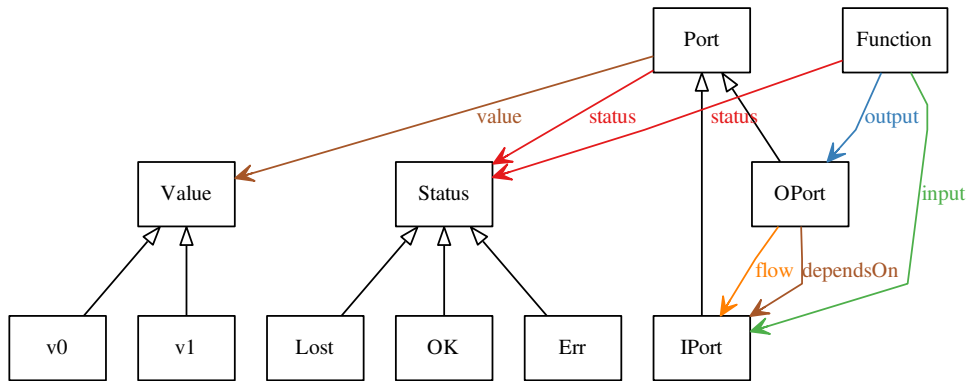 Port
Function
value
status
status
output
Value
Status
OPort
input
flow
dependsOn
v0
v1
Lost
OK
Err
IPort